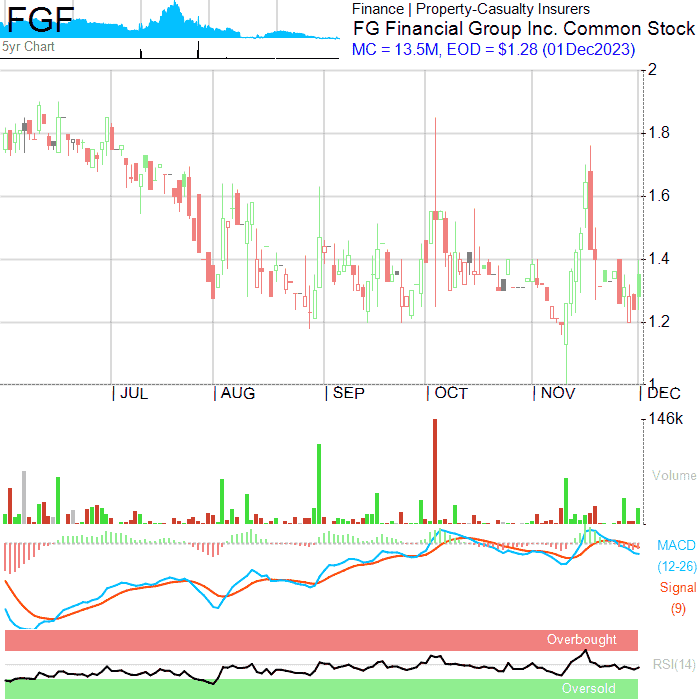 FGF
5yr Chart
Finance | Property-Casualty Insurers
FG Financial Group Inc. Common Stock
MC = 13.5M, EOD = $1.28 (01Dec2023)
2
1.8
1.6
1.4
1.2
1
JUL AUG SEP OCT NOV DEC
146k
Volume
MACD
(12-26)
Signal
(9)
Overbought
RSI(14)
Oversold